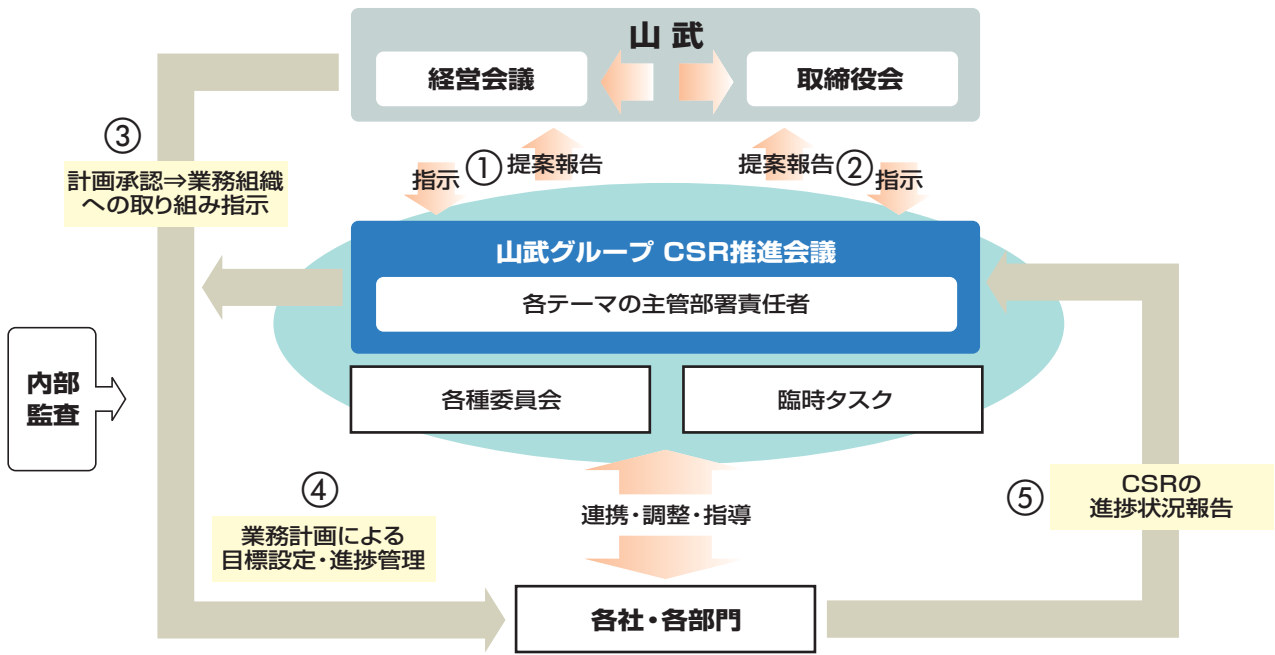 山 武
経営会議
取締役会
③
計画承認⇒業務組織
への取り組み指示
指示
①
提案報告
提案報告
②
指示
山武グループ CSR推進会議
各テーマの主管部署責任者
内部
監査
各種委員会
臨時タスク
④
業務計画による
目標設定・進捗管理
連携・調整・指導
⑤
CSRの
進捗状況報告
各社・各部門